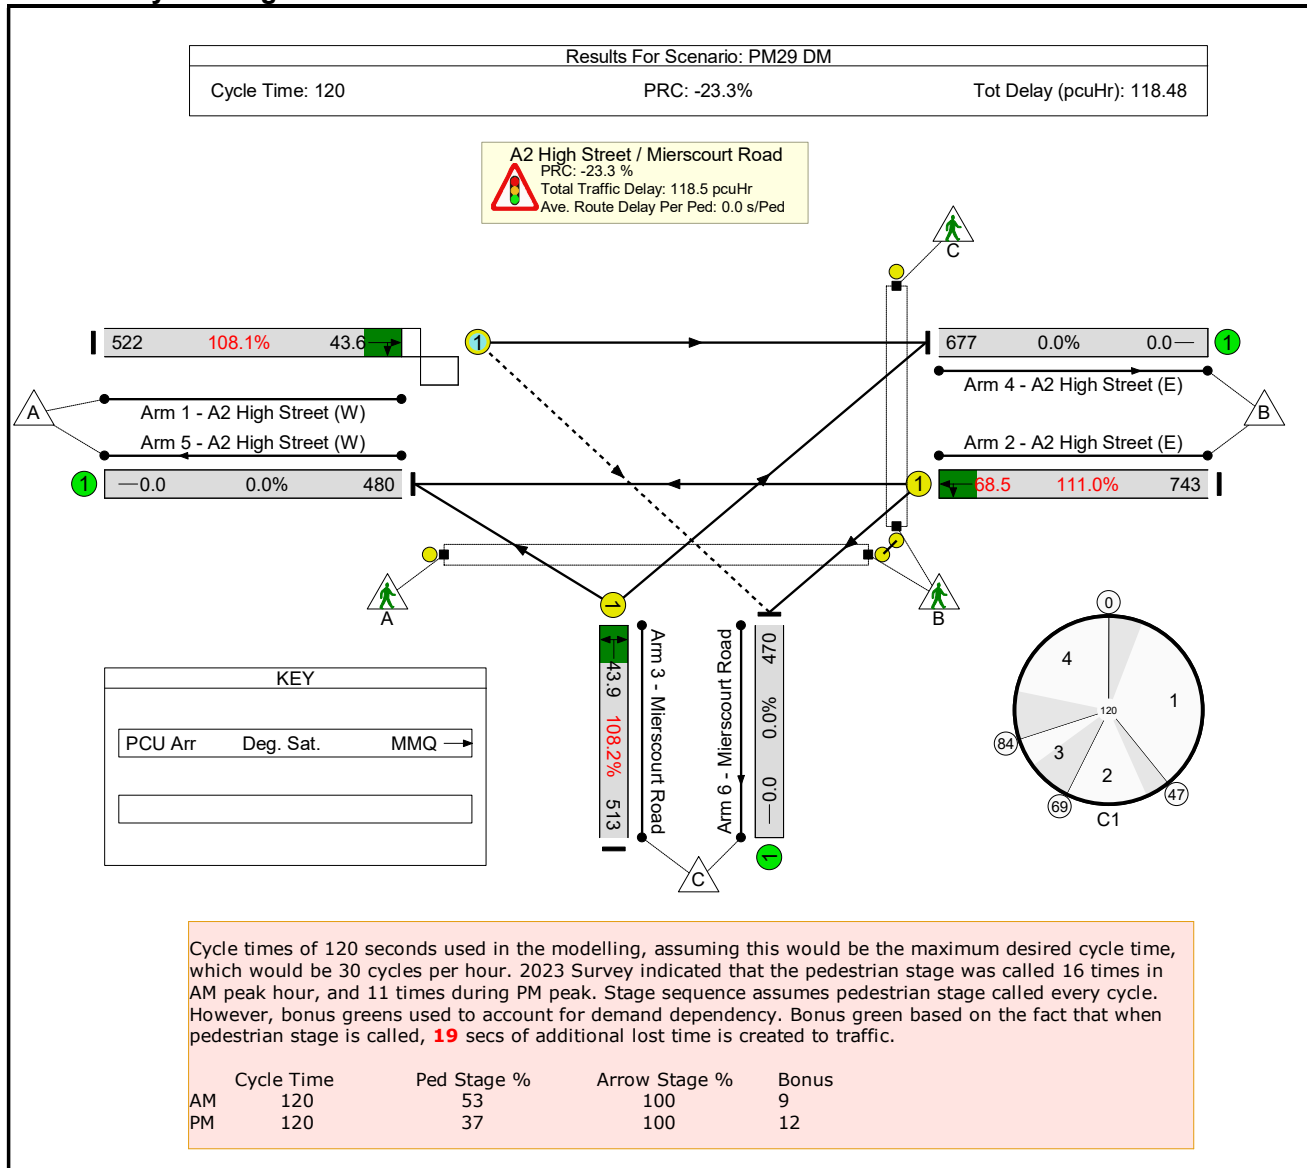 Results For Scenario: PM29 DM
Cycle Time: 120 PRC: -23.3% Tot Delay (pcuHr): 118.48
A2 High Street / Mierscourt Road
PRC: -23.3 %
Total Traffic Delay: 118.5 pcuHr
Ave. Route Delay Per Ped: 0.0 s/Ped
C
522 108.1% 43.6
1
677 0.0% 0.0
1
Arm 4 - A2 High Street (E)
A
Arm 1 - A2 High Street (W)
B
Arm 5 - A2 High Street (W)
Arm 2 - A2 High Street (E)
1
0.0 0.0% 480
1
68.5 111.0% 743
A
B
1
43.9 108.2% 513
Arm 3 - Mierscourt Road
Arm 6 - Mierscourt Road
470 0.0% 0.0
1
C
0
4
1
120
84
3
2
47
69
C1
KEY
PCU Arr Deg. Sat. MMQ
Cycle times of 120 seconds used in the modelling, assuming this would be the maximum desired cycle time,
which would be 30 cycles per hour. 2023 Survey indicated that the pedestrian stage was called 16 times in
AM peak hour, and 11 times during PM peak. Stage sequence assumes pedestrian stage called every cycle.
However, bonus greens used to account for demand dependency. Bonus green based on the fact that when
pedestrian stage is called, 19 secs of additional lost time is created to traffic.
Cycle Time Ped Stage % Arrow Stage % Bonus
AM 120 53 100 9
PM 120 37 100 12